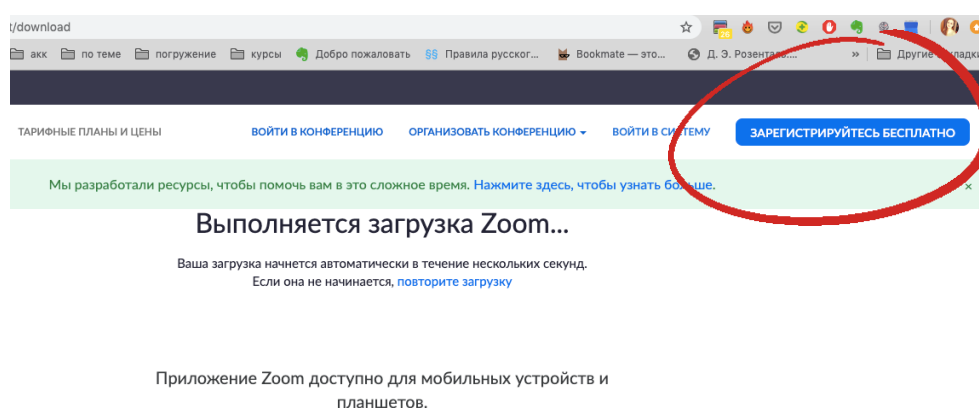 t/download
акк по теме погружение курсы Добро пожаловать §§ Правила русског... Bookmate — это... Д. Э. Розенталь.... » Другие закладки
ТАРИФНЫЕ ПЛАНЫ И ЦЕНЫ ВОЙТИ В КОНФЕРЕНЦИЮ ОРГАНИЗОВАТЬ КОНФЕРЕНЦИЮ ВОЙТИ В СИСТЕМУ ЗАРЕГИСТРИРУЙТЕСЬ БЕСПЛАТНО
Мы разработали ресурсы, чтобы помочь вам в это сложное время. Нажмите здесь, чтобы узнать больше. ×
Выполняется загрузка Zoom...
Ваша загрузка начнется автоматически в течение нескольких секунд.
Если она не начинается, повторите загрузку
Приложение Zoom доступно для мобильных устройств и
планшетов.